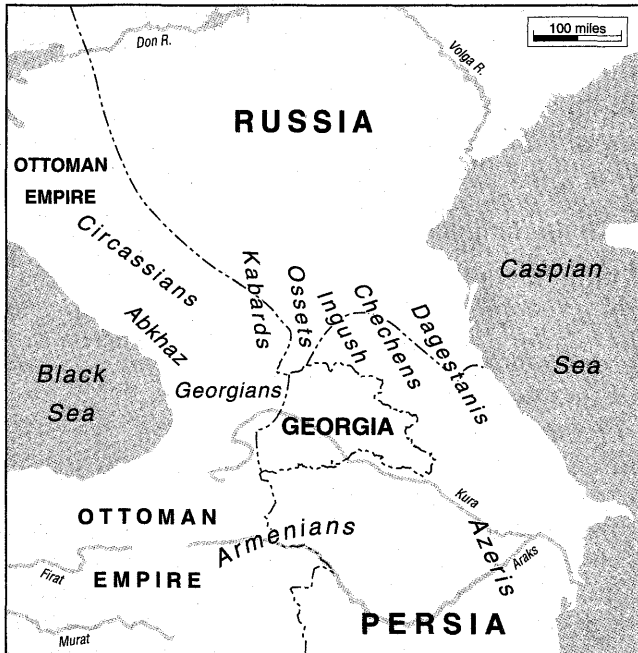 100 miles
Don R.
Volga R.
RUSSIA
OTTOMAN
EMPIRE
Circassians
Kabards
Ossets
Ingush
Chechens
Dagestanis
Caspian
Sea
Abkhaz
Black
Sea
Georgians
GEORGIA
Kura
OTTOMAN
Armenians
Azeris
Araks
Firat
EMPIRE
PERSIA
Murat